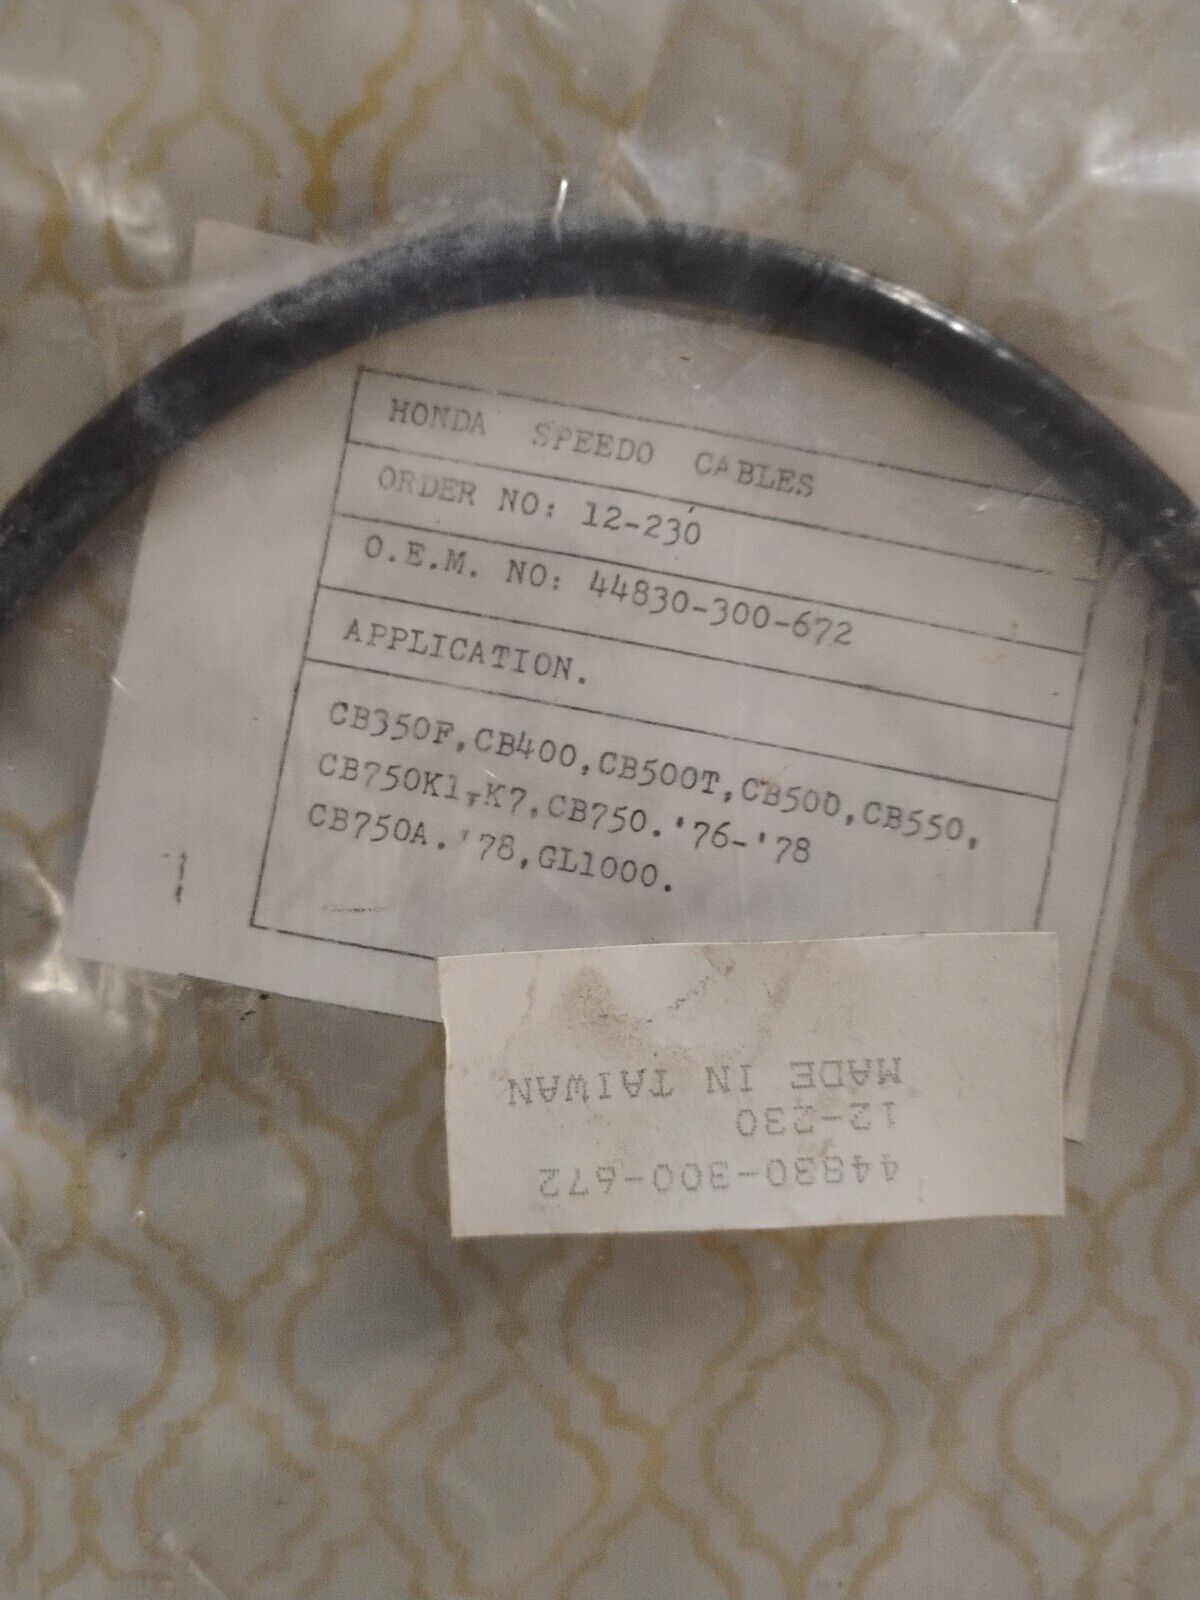 HONDA SPEEDO CABLES
ORDER NO: 12-230
O.E.M. NO: 44830-300-672
APPLICATION.
CB350F,CB400,CB500T,CB500,CB550,
CB750K1,K7,CB750.'76-'78
CB750A.'78,GL1000.
44830-300-672
12-230
MADE IN TAIWAN